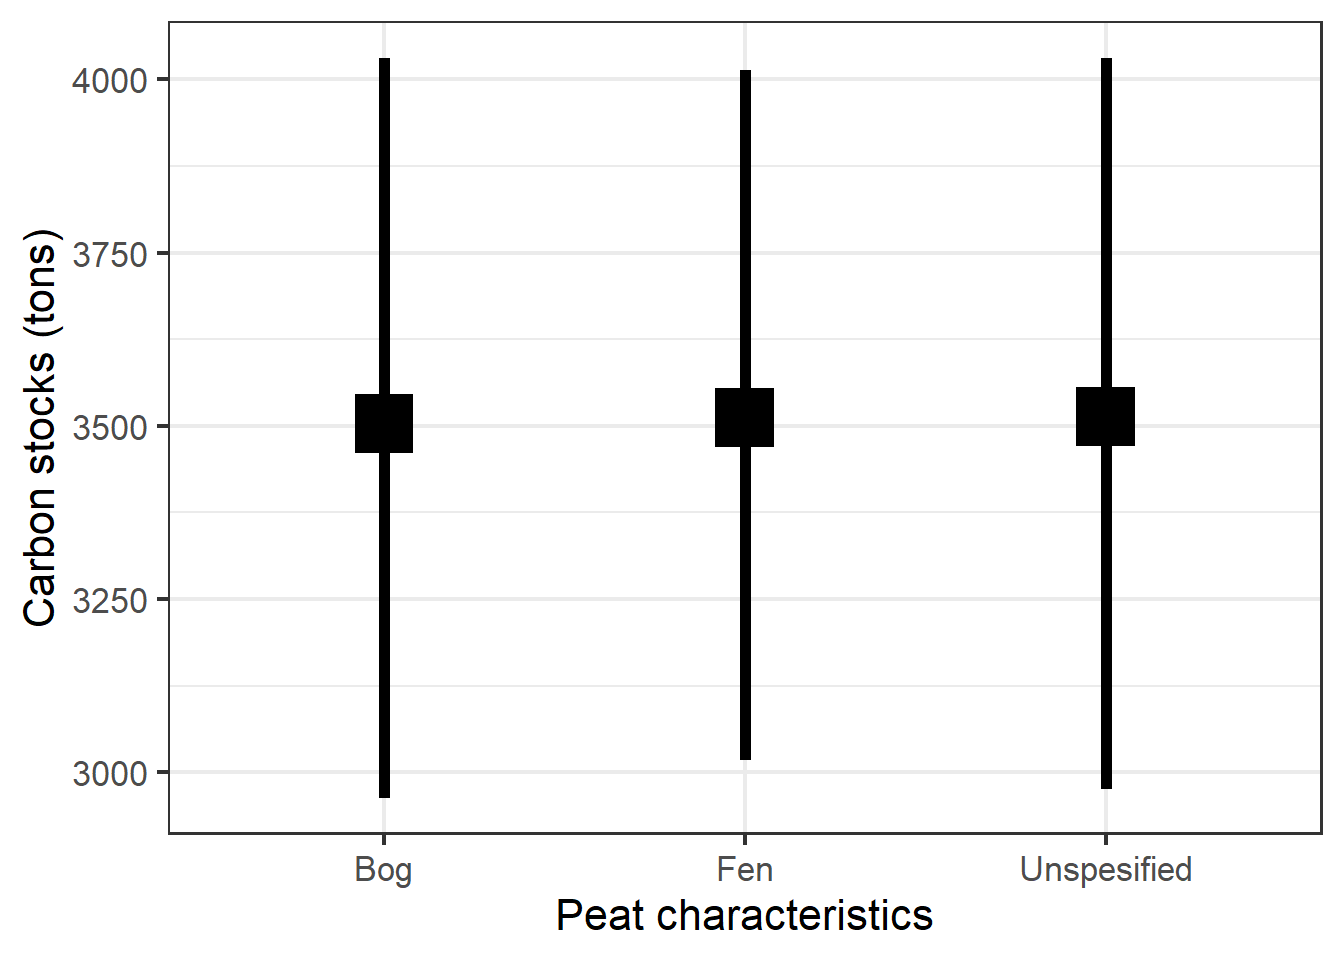 Carbon stocks (tons)
4000
3750
3500
3250
3000
Bog
Fen
Unspesified
Peat characteristics